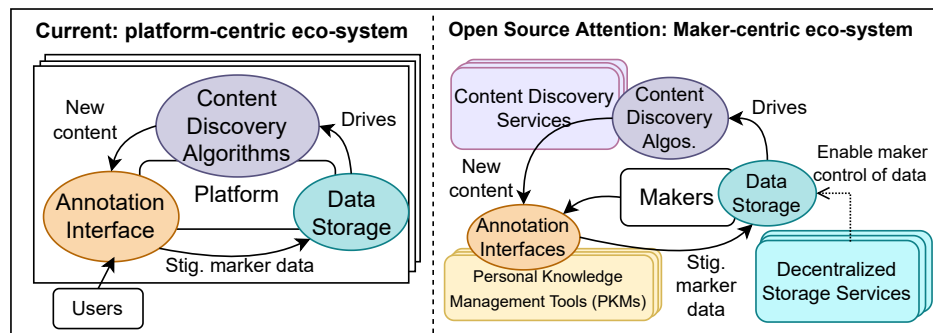 Current: platform-centric eco-system
New
content
Content
Discovery
Algorithms
Drives
Platform
Annotation
Interface
Data
Storage
Stig. marker data
Users
Open Source Attention: Maker-centric eco-system
Content Discovery
Services
Content
Discovery
Algos.
Drives
New
content
Enable maker
control of data
Makers
Data
Storage
Annotation
Interfaces
Stig.
marker
data
Personal Knowledge
Management Tools (PKMs)
Decentralized
Storage Services